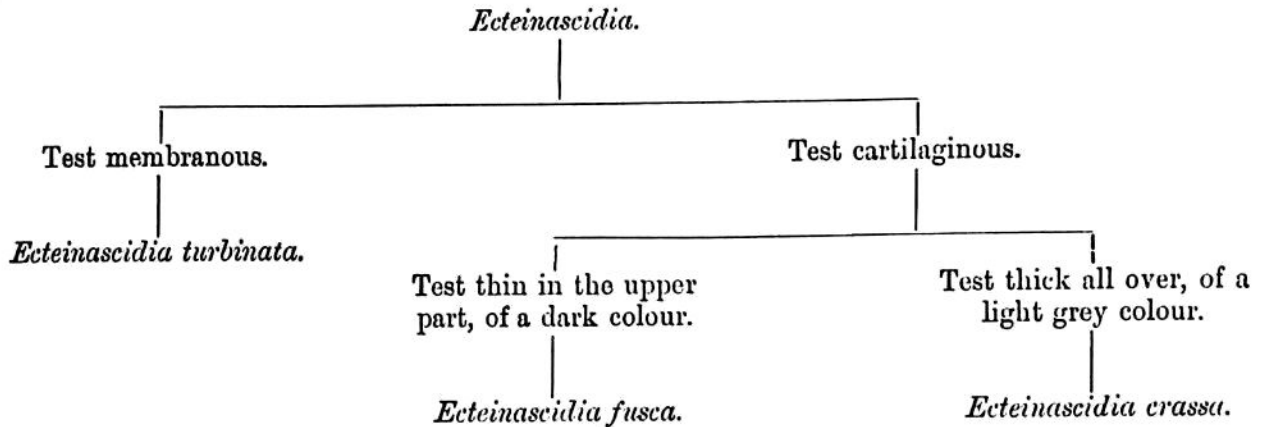 Ecteinascidia.
Test membranous.
Test cartilaginous.
Ecteinascidia turbinata.
Test thin in the upper
part, of a dark colour.
Test thick all over, of a
light grey colour.
Ecteinascidia fusca.
Ecteinascidia crassa.